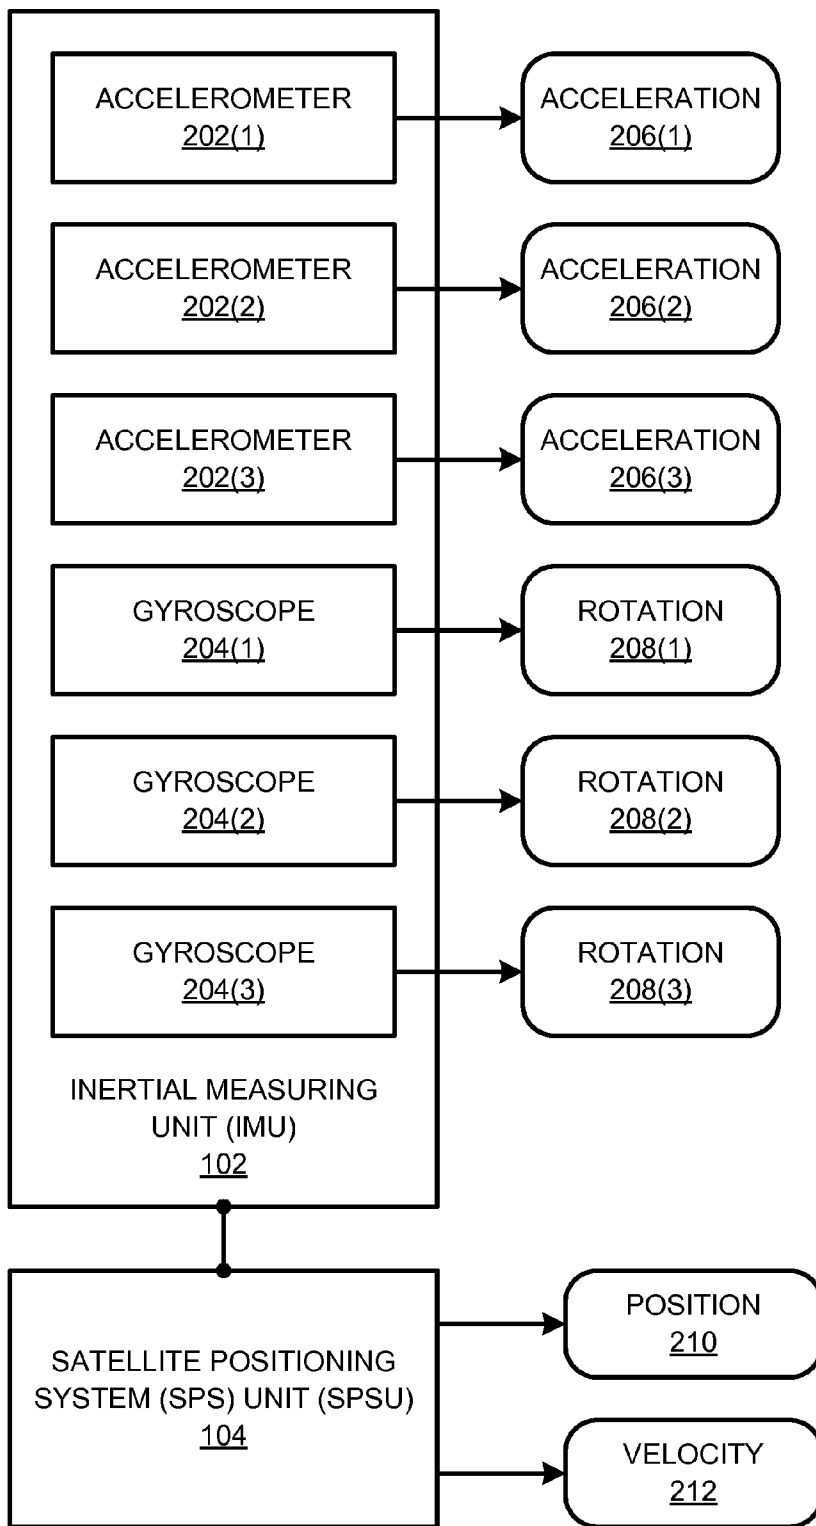 ACCELEROMETER
202(1)
ACCELERATION
206(1)
ACCELEROMETER
202(2)
ACCELERATION
206(2)
ACCELEROMETER
202(3)
ACCELERATION
206(3)
GYROSCOPE
204(1)
ROTATION
208(1)
GYROSCOPE
204(2)
ROTATION
208(2)
GYROSCOPE
204(3)
ROTATION
208(3)
INERTIAL MEASURING
UNIT (IMU)
102
SATELLITE POSITIONING
SYSTEM (SPS) UNIT (SPSU)
104
POSITION
210
VELOCITY
212